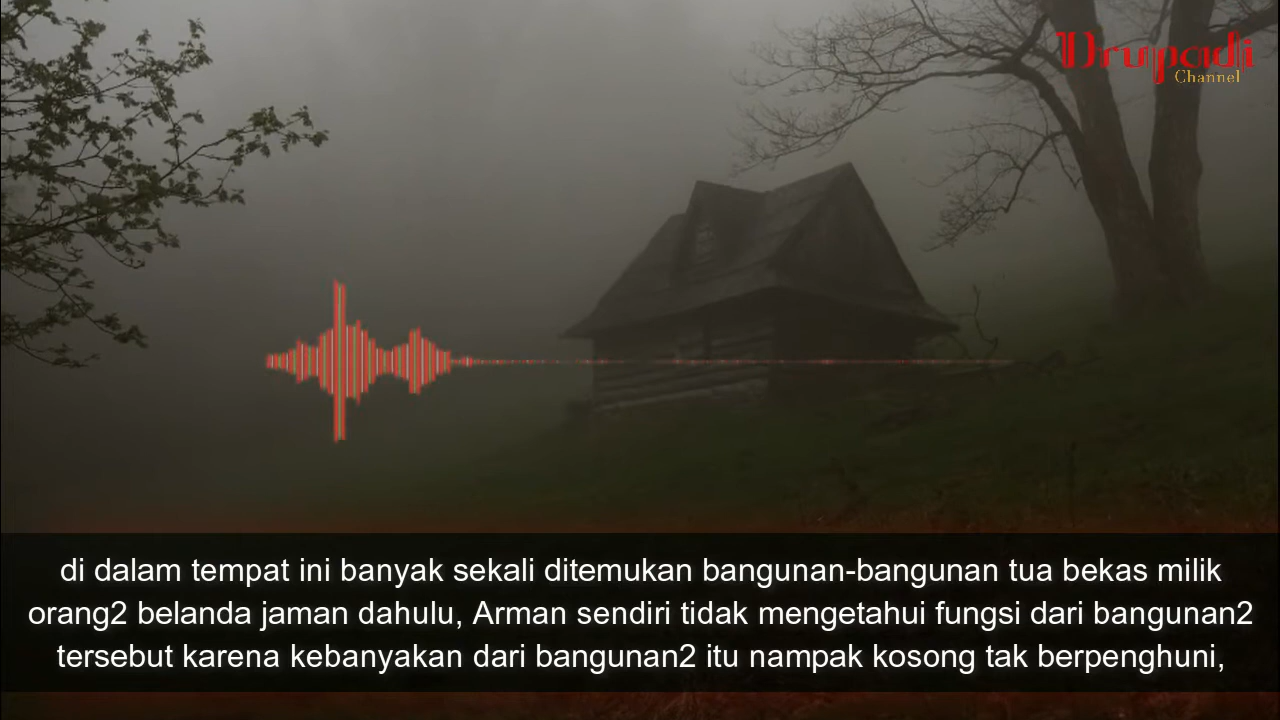 Drupadi
Channel
di dalam tempat ini banyak sekali ditemukan bangunan-bangunan tua bekas milik
orang2 belanda jaman dahulu, Arman sendiri tidak mengetahui fungsi dari bangunan2
tersebut karena kebanyakan dari bangunan2 itu nampak kosong tak berpenghuni,